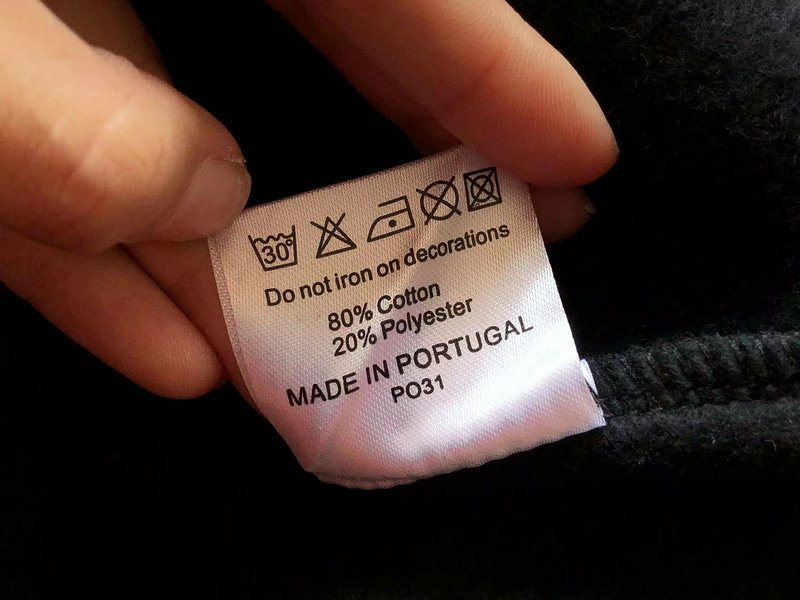 30°
Do not iron on decorations
80% Cotton
20% Polyester
MADE IN PORTUGAL
PO31